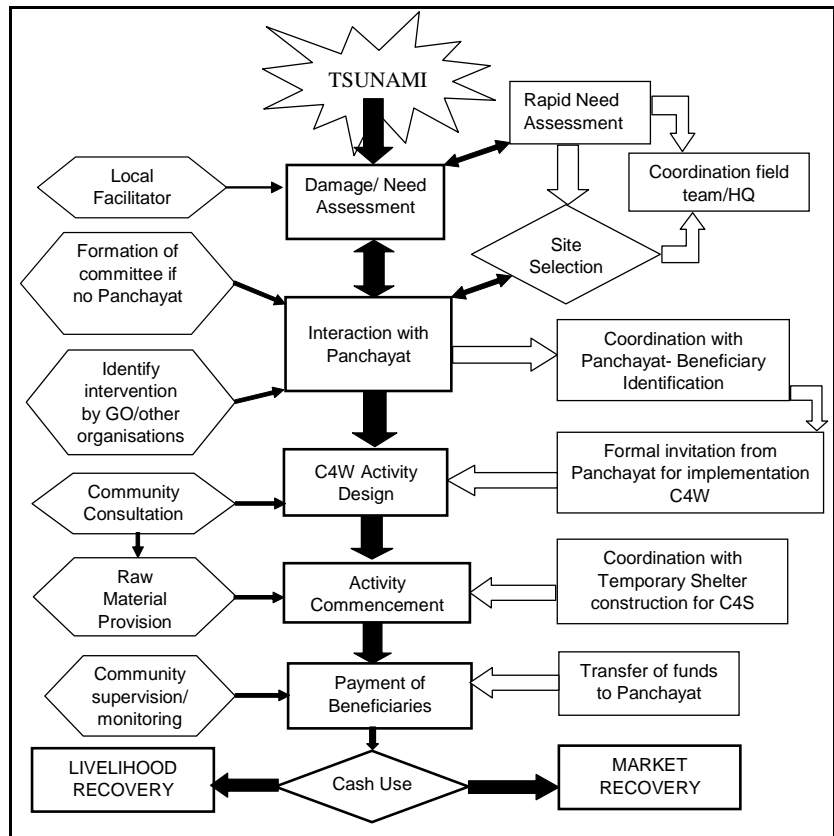 TSUNAMI
Rapid Need
Assessment
Local
Facilitator
Damage/ Need
Assessment
Coordination field
team/HQ
Formation of
committee if
no Panchayat
Site
Selection
Interaction with
Panchayat
Coordination with
Panchayat- Beneficiary
Identification
Identify
intervention
by GO/other
organisations
C4W Activity
Design
Formal invitation from
Panchayat for implementation
C4W
Community
Consultation
Raw
Material
Provision
Activity
Commencement
Coordination with
Temporary Shelter
construction for C4S
Community
supervision/
monitoring
Payment of
Beneficiaries
Transfer of funds
to Panchayat
LIVELIHOOD
RECOVERY
Cash Use
MARKET
RECOVERY